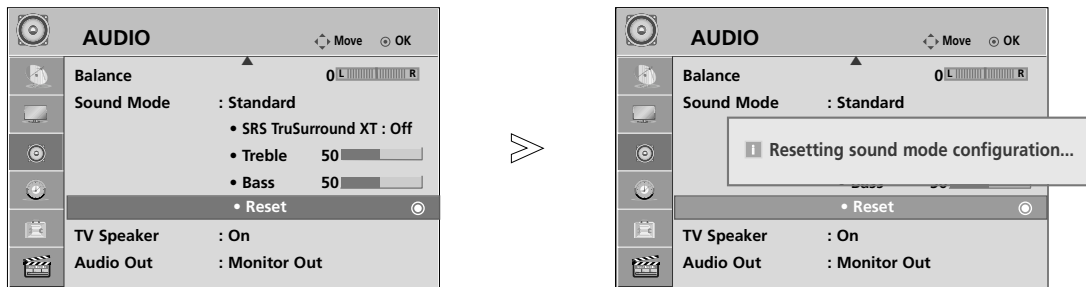 AUDIO Move OK
Balance 0 L R
Sound Mode : Standard
• SRS TruSurround XT : Off
• Treble 50
• Bass 50
• Reset
TV Speaker : On
Audio Out : Monitor Out
AUDIO Move OK
Balance 0 L R
Sound Mode : Standard
i Resetting sound mode configuration...
• Reset
TV Speaker : On
Audio Out : Monitor Out